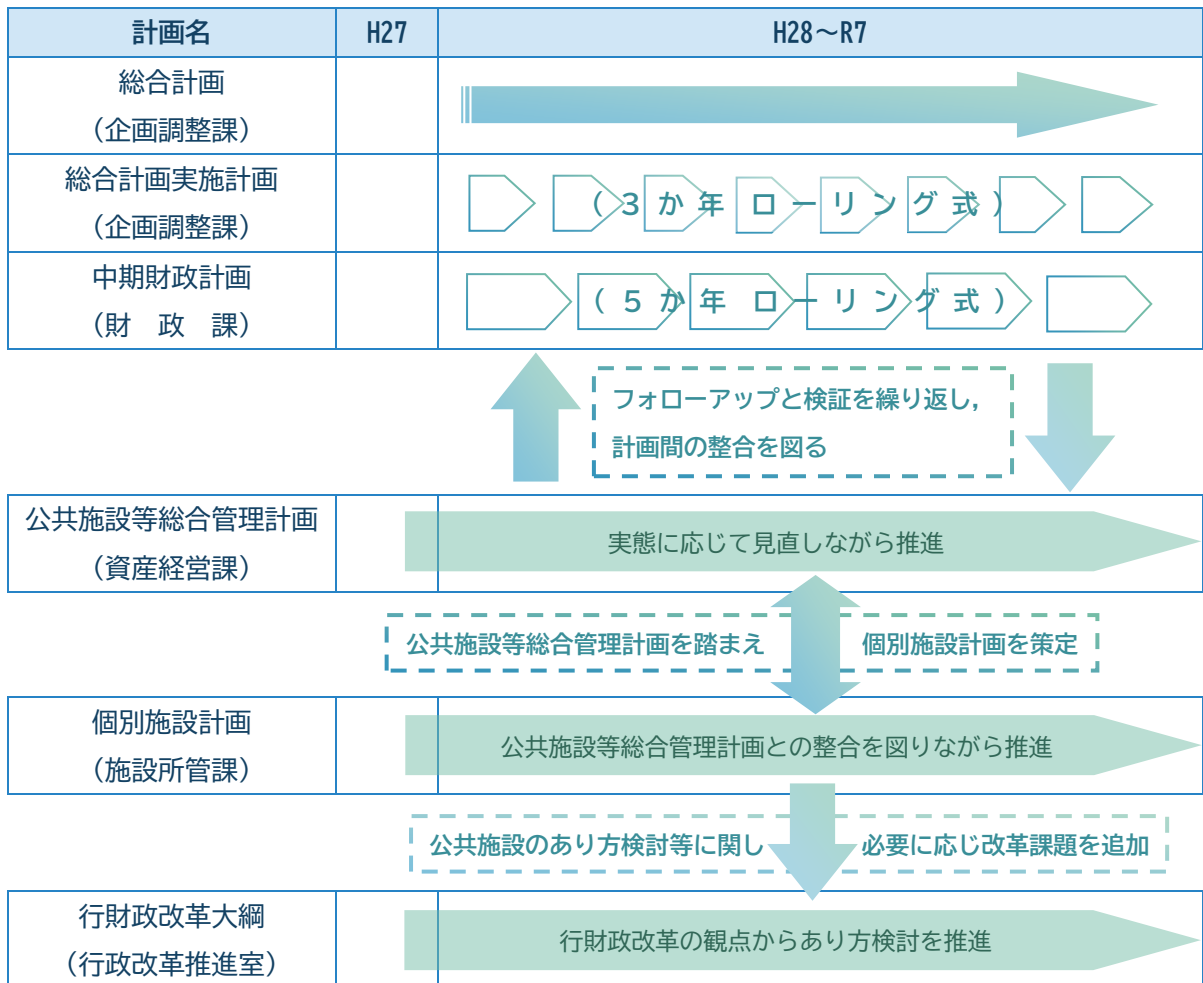 計画名 H27 H28～R7
総合計画
（企画調整課）
総合計画実施計画
（企画調整課）
（３か年 ローリング式）
中期財政計画
（財　政　課）
（５か年 ローリング式）
フォローアップと検証を繰り返し，
計画間の整合を図る
公共施設等総合管理計画
（資産経営課）
実態に応じて見直しながら推進
公共施設等総合管理計画を踏まえ 個別施設計画を策定
個別施設計画
（施設所管課）
公共施設等総合管理計画との整合を図りながら推進
公共施設のあり方検討等に関し 必要に応じ改革課題を追加
行財政改革大綱
（行政改革推進室）
行財政改革の観点からあり方検討を推進